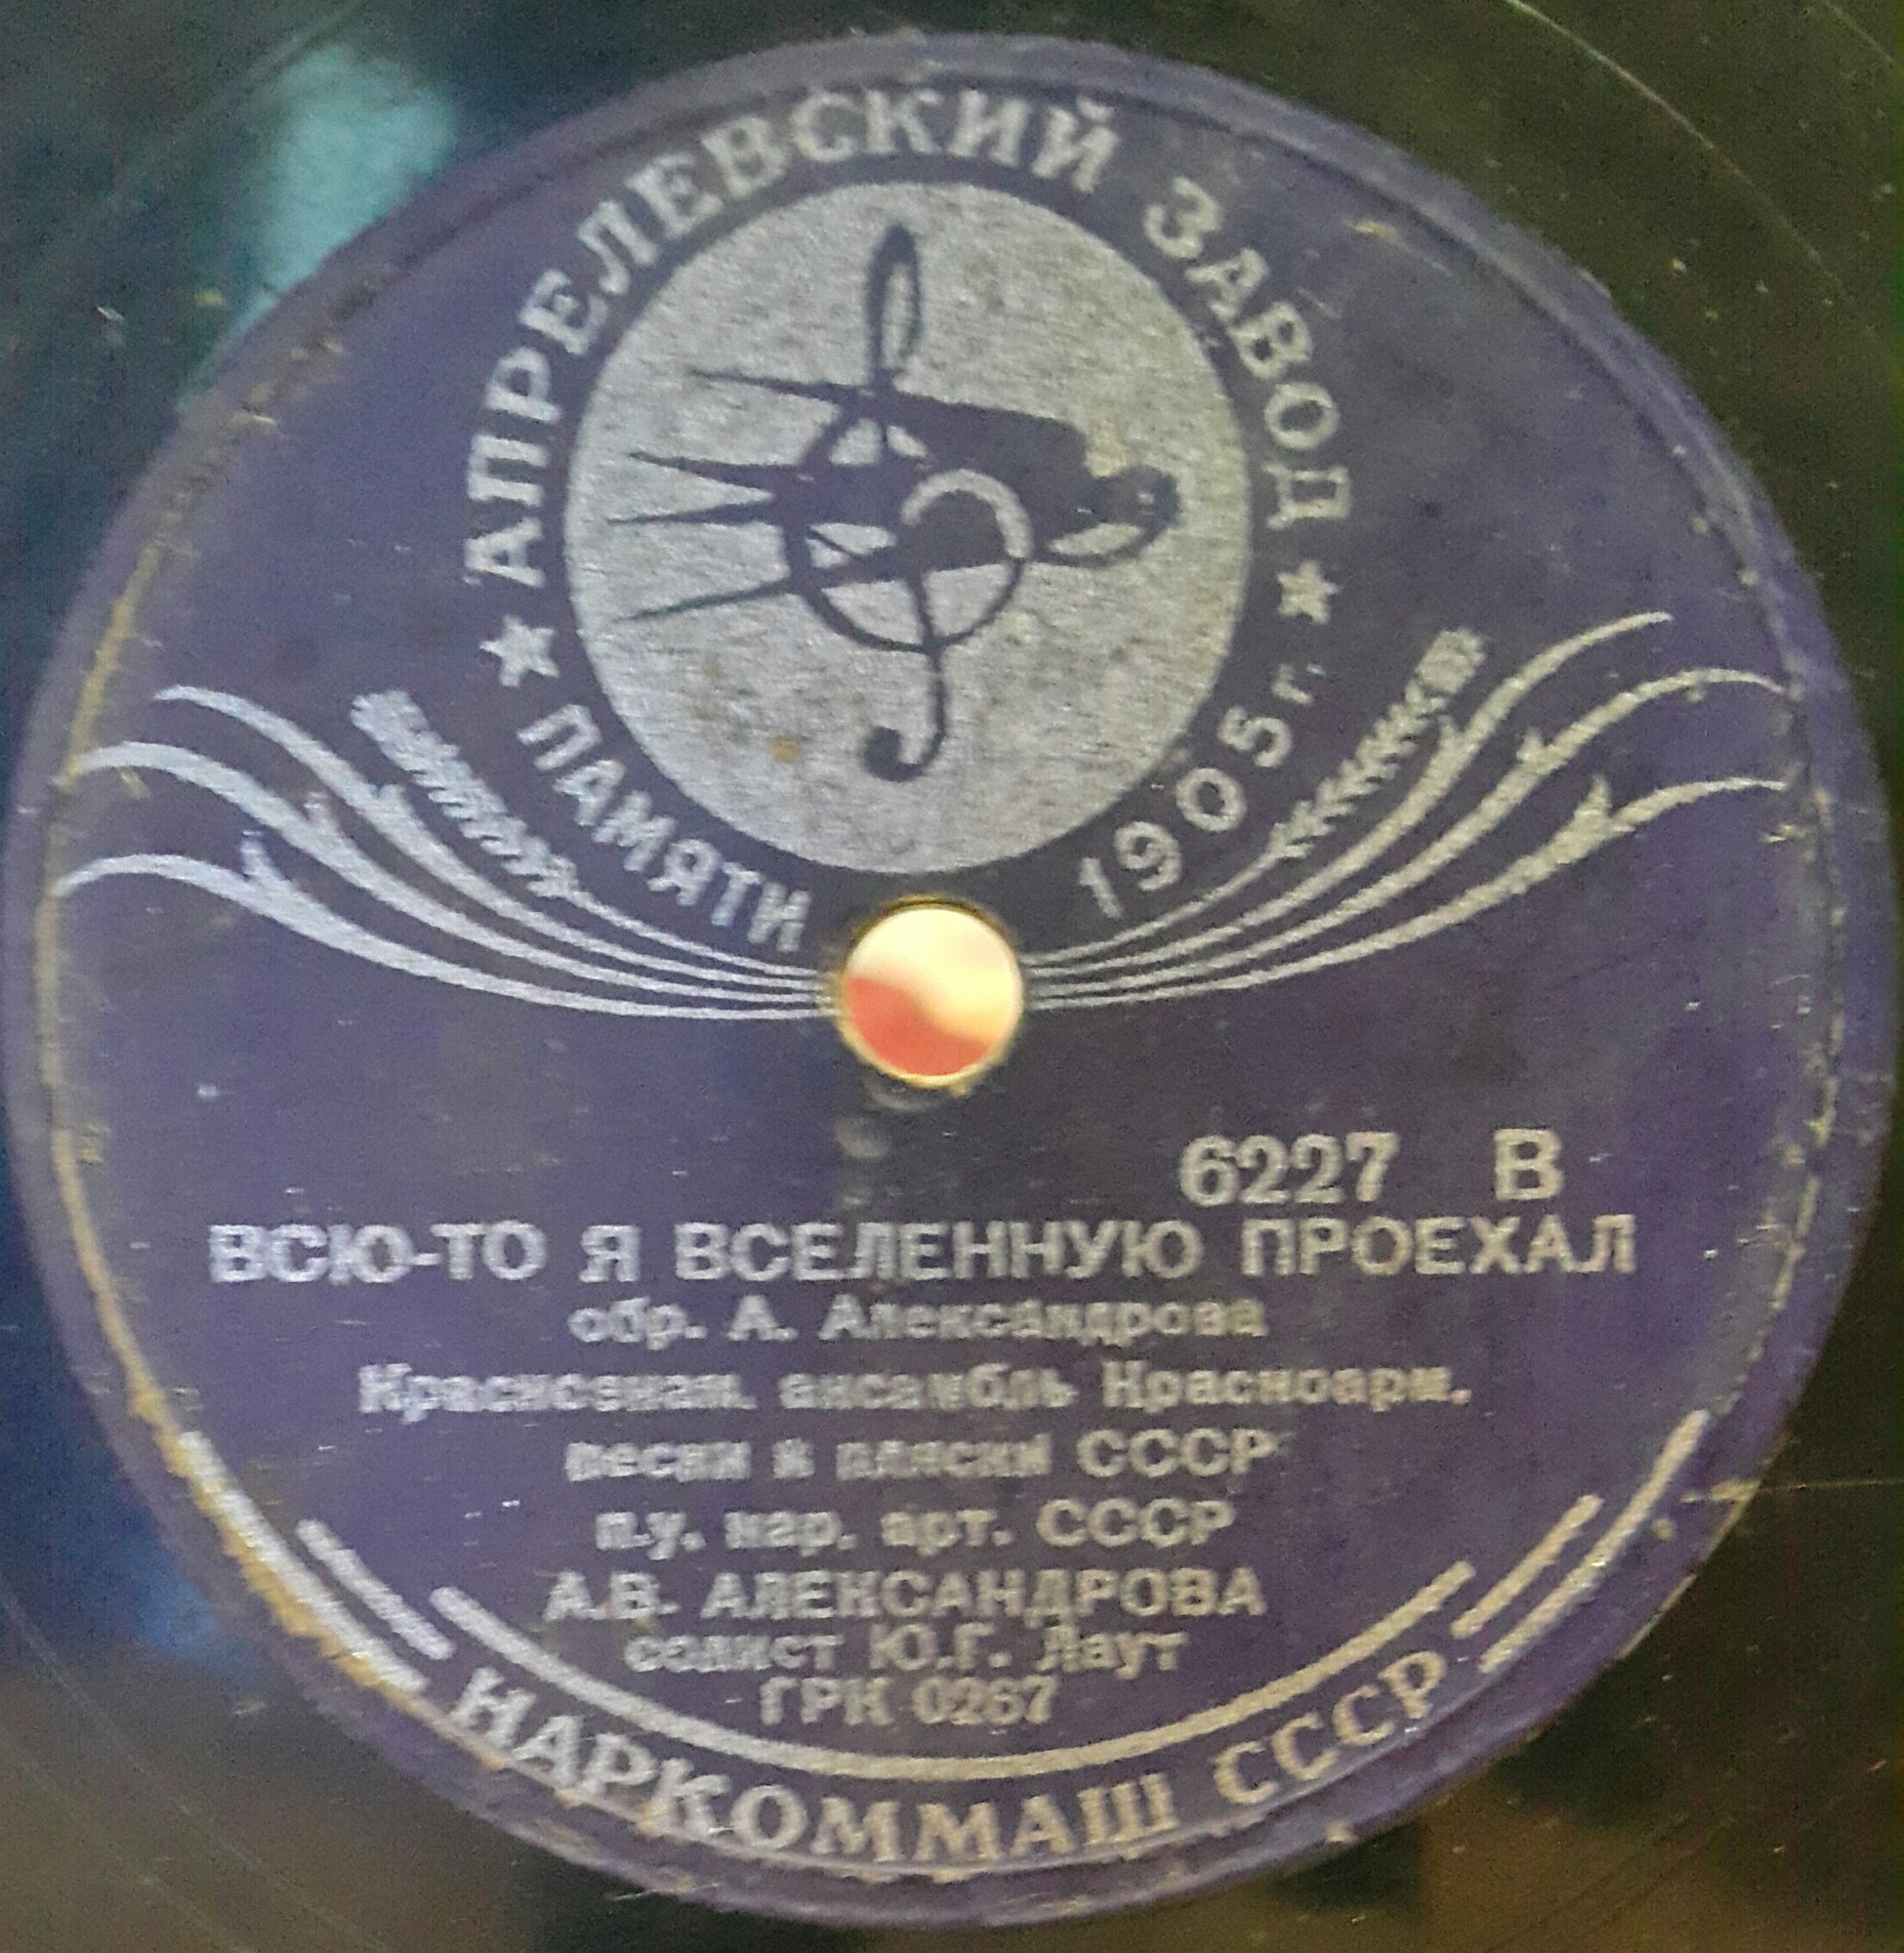 АПРЕЛЕВСКИЙ ЗАВОД
ПАМЯТИ 1905 г.
6227 В
ВСЮ-ТО Я ВСЕЛЕННУЮ ПРОЕХАЛ
обр. А. Александрова
Краснознам. ансамбль Красноарм.
песни и пляски СССР
п.у. нар. арт. СССР
А.В. АЛЕКСАНДРОВА
солист Ю.Г. Лаут
ГРК 0267
НАРКОММАШ СССР